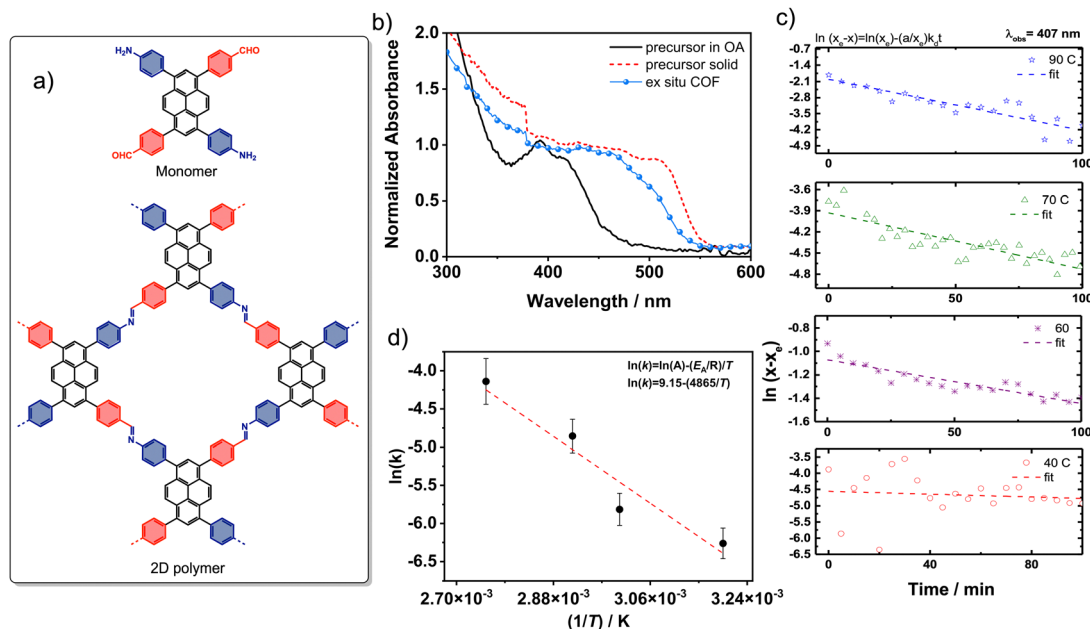 a)
H₂N
CHO
OHC
NH₂
Monomer
N
N
N
N
2D polymer
b)
precursor in OA
precursor solid
ex situ COF
Normalized Absorbance
2.0
1.5
1.0
0.5
0.0
300
400
500
600
Wavelength / nm
c)
ln (xₑ-x)=ln(xₑ)-(a/xₑ)k_d t
λobs= 407 nm
-0.7
-2.1
-2.8
-3.5
-4.2
-4.9
90 C
fit
0
50
100
-3.6
-3.9
-4.2
-4.5
-4.8
70 C
fit
0
50
100
-0.8
-1.0
-1.2
-1.4
-1.6
60
fit
0
50
100
ln (x-xₑ)
-3.5
-4.0
-4.5
-5.0
-5.5
-6.0
-6.5
40 C
fit
0
40
80
Time / min
d)
ln(k)=ln(A)-(E_A/R)/T
ln(k)=9.15-(4865/T)
ln(k)
-4.0
-4.5
-5.0
-5.5
-6.0
-6.5
2.70×10⁻³
2.88×10⁻³
3.06×10⁻³
3.24×10⁻³
(1/T) / K